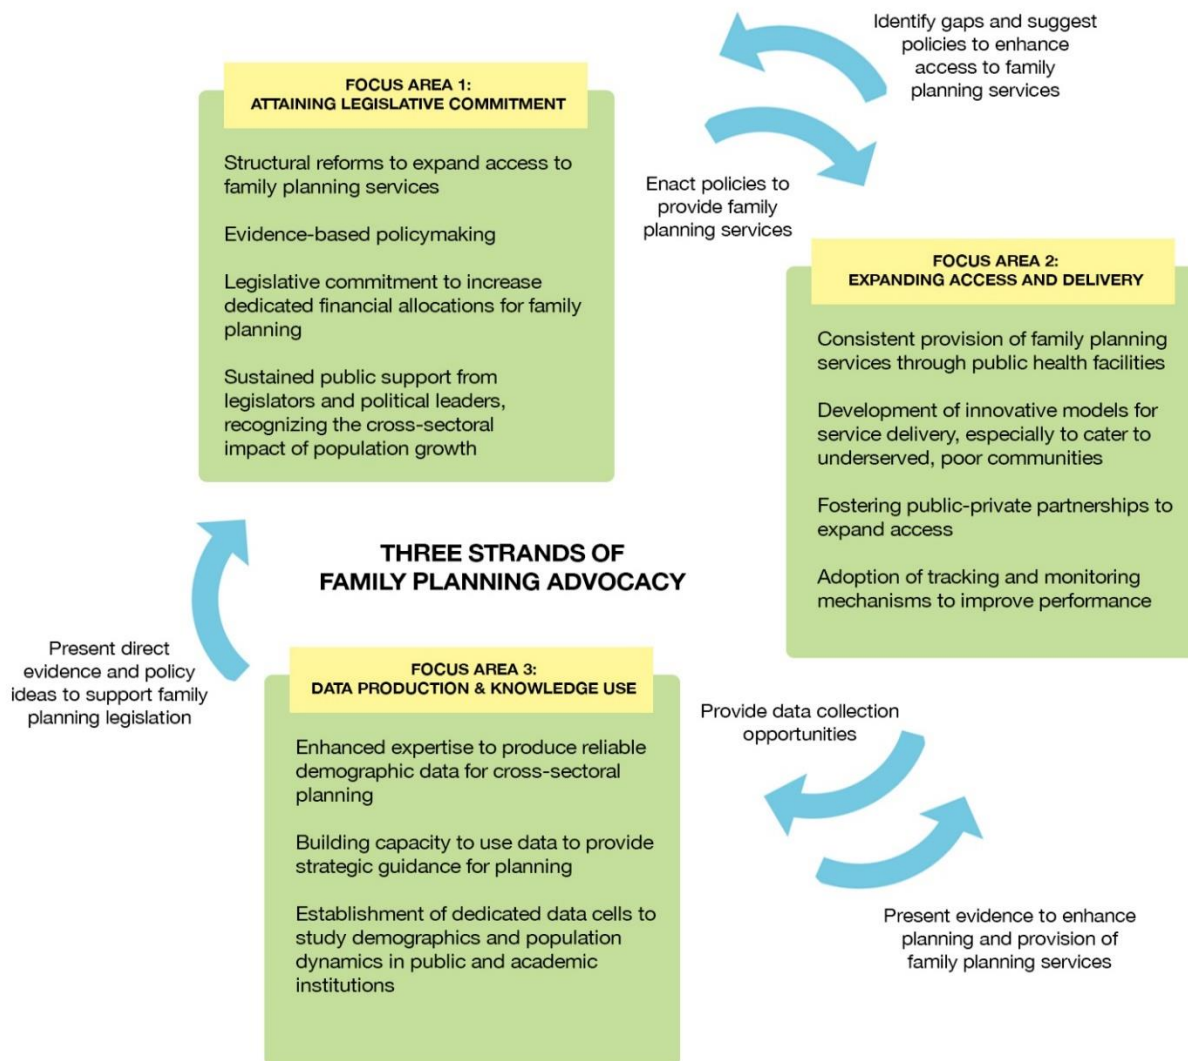 Identify gaps and suggest
policies to enhance
access to family
planning services
FOCUS AREA 1:
ATTAINING LEGISLATIVE COMMITMENT
Structural reforms to expand access to
family planning services
Evidence-based policymaking
Legislative commitment to increase
dedicated financial allocations for family
planning
Sustained public support from
legislators and political leaders,
recognizing the cross-sectoral
impact of population growth
Enact policies to
provide family
planning services
FOCUS AREA 2:
EXPANDING ACCESS AND DELIVERY
Consistent provision of family planning
services through public health facilities
Development of innovative models for
service delivery, especially to cater to
underserved, poor communities
Fostering public-private partnerships to
expand access
Adoption of tracking and monitoring
mechanisms to improve performance
THREE STRANDS OF
FAMILY PLANNING ADVOCACY
Present direct
evidence and policy
ideas to support family
planning legislation
FOCUS AREA 3:
DATA PRODUCTION & KNOWLEDGE USE
Enhanced expertise to produce reliable
demographic data for cross-sectoral
planning
Building capacity to use data to provide
strategic guidance for planning
Establishment of dedicated data cells to
study demographics and population
dynamics in public and academic
institutions
Provide data collection
opportunities
Present evidence to enhance
planning and provision of
family planning services